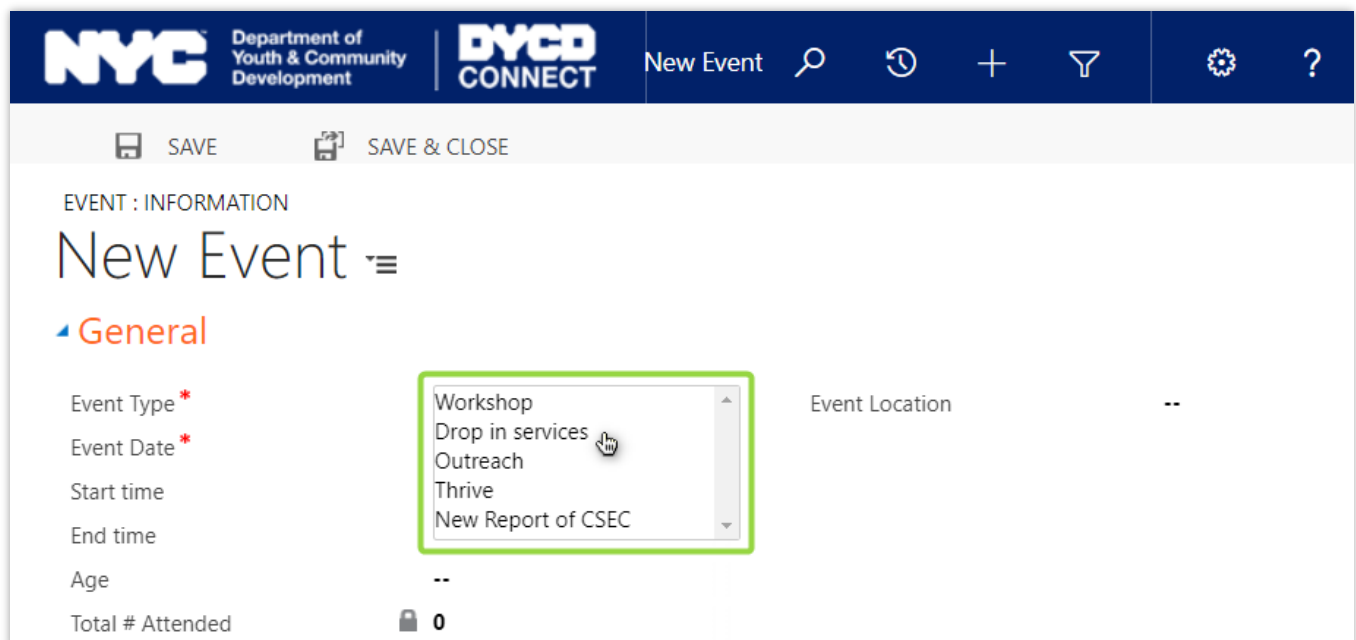 NYC Department of
Youth & Community
Development
DYCD
CONNECT
New Event
?
SAVE SAVE & CLOSE
EVENT : INFORMATION
New Event
General
Event Type * Workshop Event Location --
Drop in services
Event Date *
Outreach
Start time Thrive
New Report of CSEC
End time
Age --
Total # Attended 0